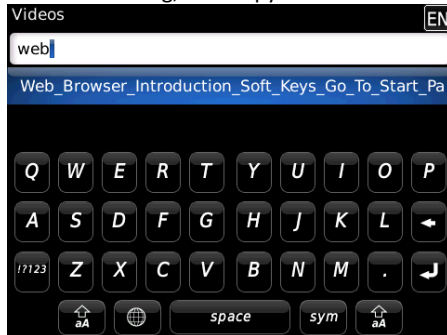 Videos
EN
web
Web_Browser_Introduction_Soft_Keys_Go_To_Start_Pa
Q W E R T Y U I O P
A S D F G H J K L
!?123 Z X C V B N M .
aA space sym aA